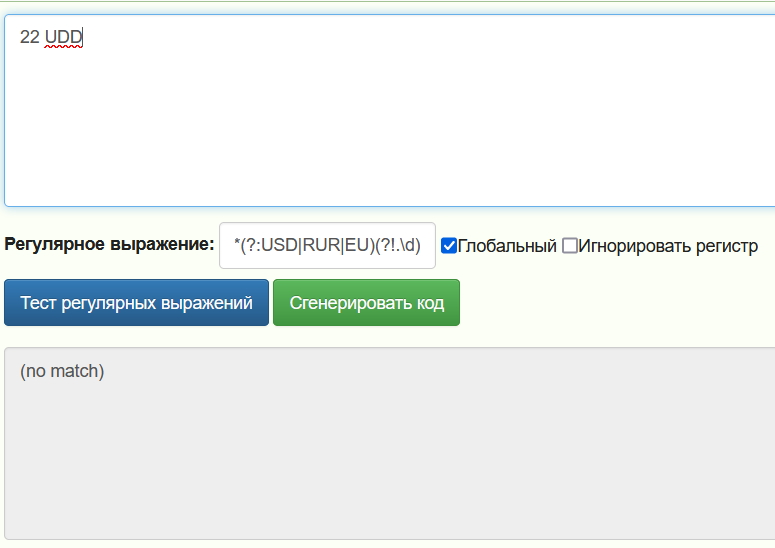 22 UDD
Регулярное выражение: *(?:USD|RUR|EU)(?!.\d) Глобальный Игнорировать регистр
Тест регулярных выражений Сгенерировать код
(no match)